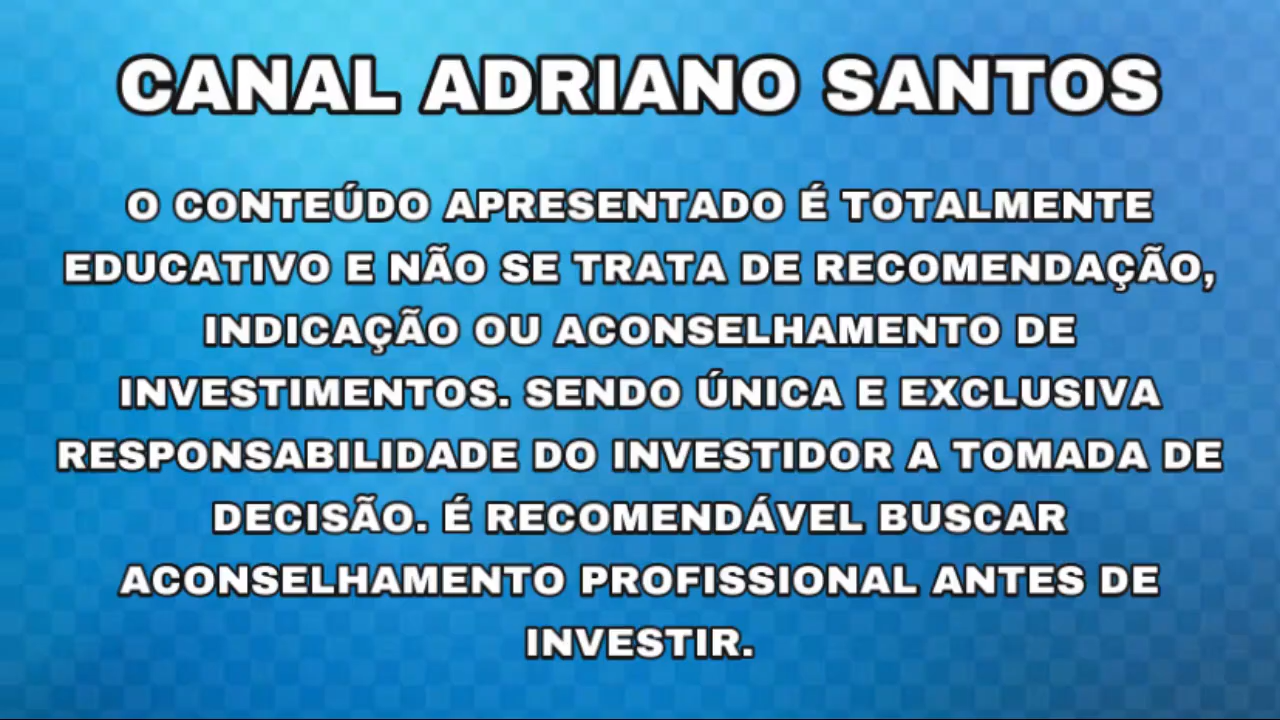 CANAL ADRIANO SANTOS
O CONTEÚDO APRESENTADO É TOTALMENTE
EDUCATIVO E NÃO SE TRATA DE RECOMENDAÇÃO,
INDICAÇÃO OU ACONSELHAMENTO DE
INVESTIMENTOS. SENDO ÚNICA E EXCLUSIVA
RESPONSABILIDADE DO INVESTIDOR A TOMADA DE
DECISÃO. É RECOMENDÁVEL BUSCAR
ACONSELHAMENTO PROFISSIONAL ANTES DE
INVESTIR.